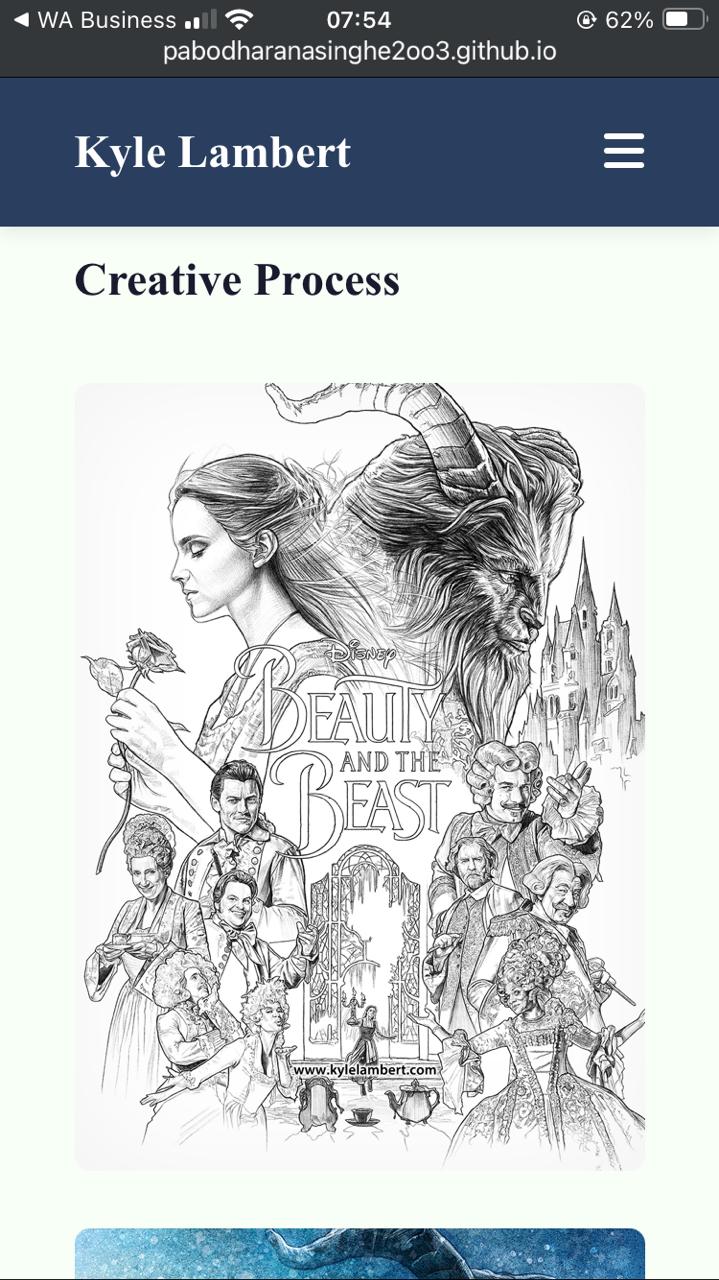 WA Business
07:54
62%
pabodharanasinghe2oo3.github.io
Kyle Lambert
Creative Process
Disney
BEAUTY
AND THE
BEAST
www.kylelambert.com